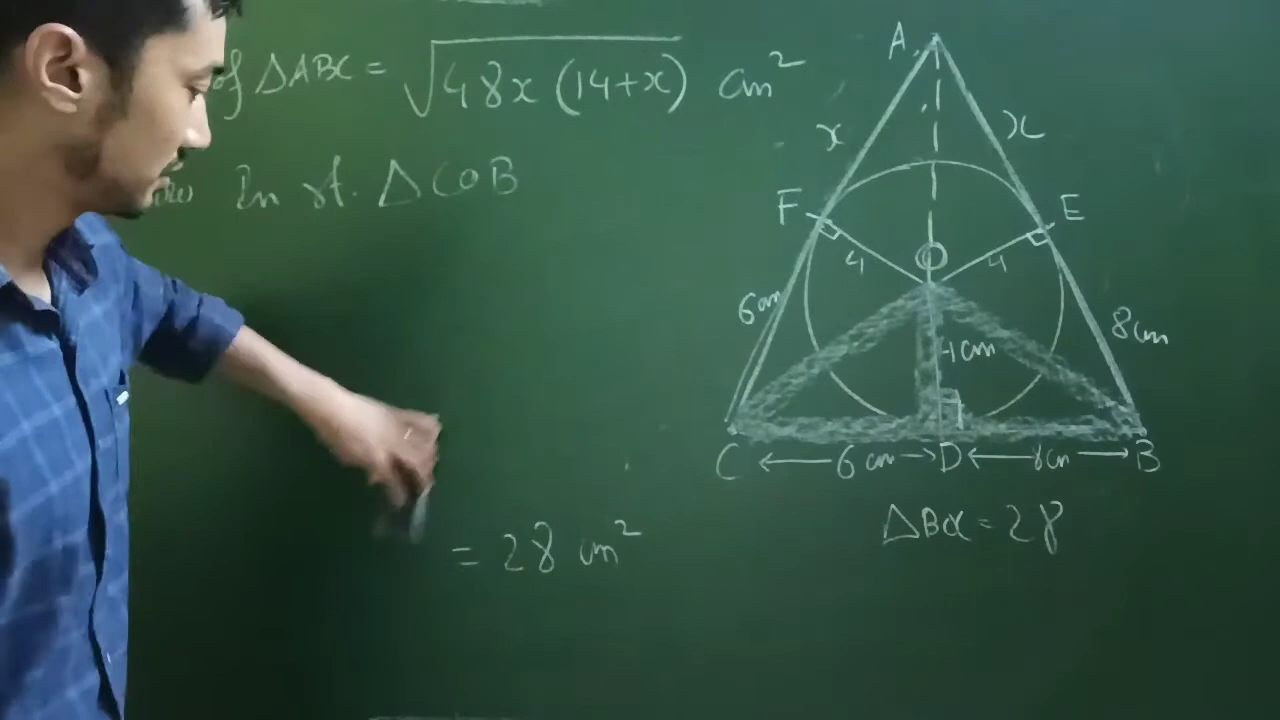 of ΔABC = √48x (14+x) cm²
In rt. Δ COB
= 28 cm²
A
x
x
F
E
O
4
4
6cm
8cm
4cm
C
6 cm
D
8cm
B
ΔBOC = 28